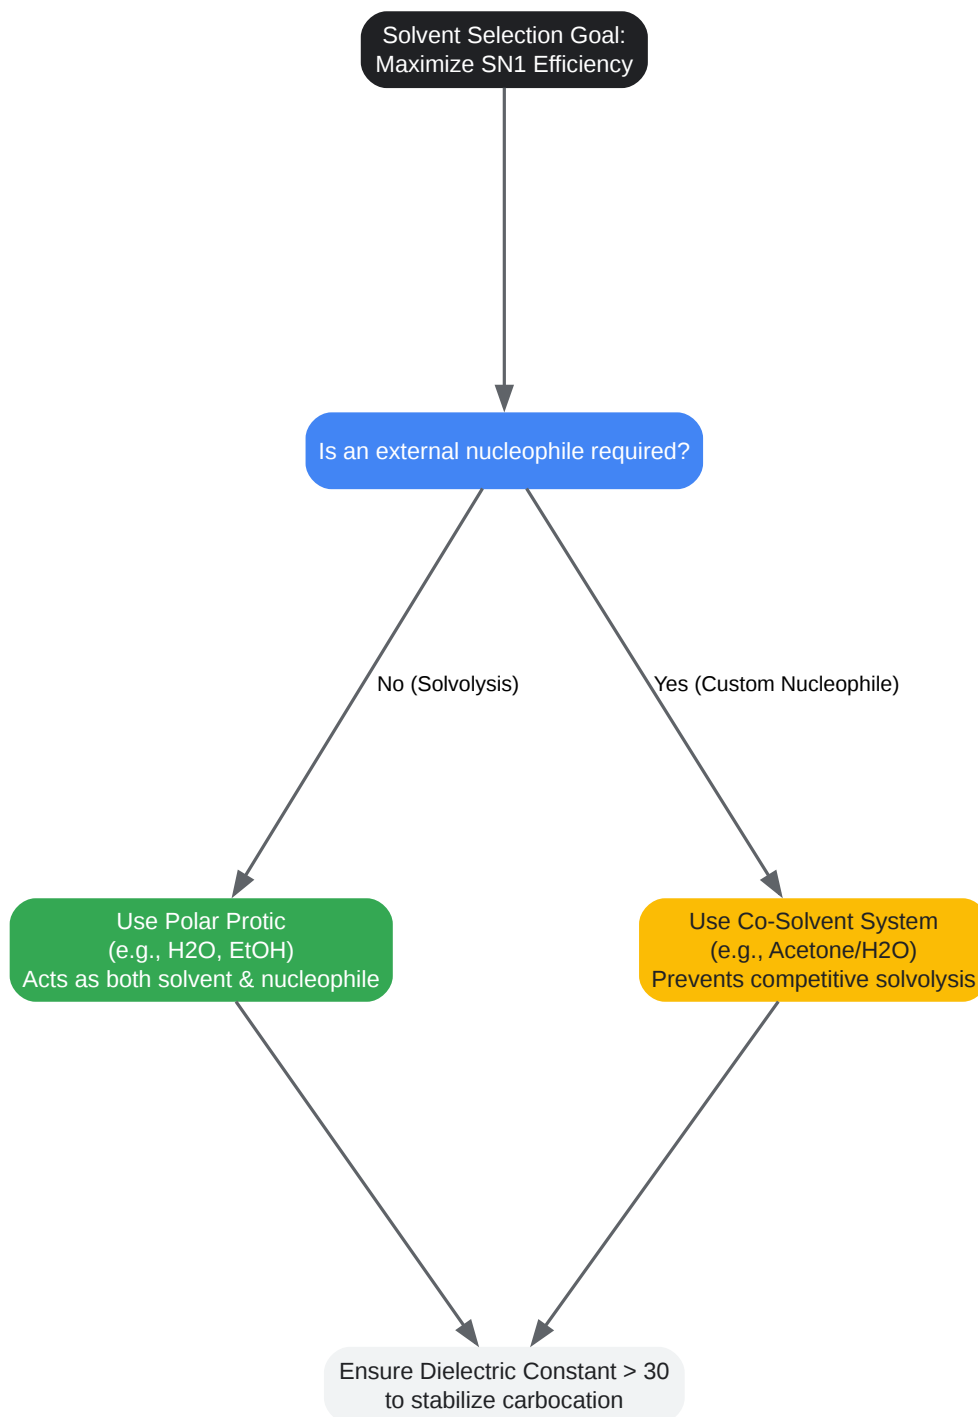 Solvent Selection Goal:
Maximize SN1 Efficiency
Is an external nucleophile required?
No (Solvolysis)
Yes (Custom Nucleophile)
Use Polar Protic
(e.g., H2O, EtOH)
Acts as both solvent & nucleophile
Use Co-Solvent System
(e.g., Acetone/H2O)
Prevents competitive solvolysis
Ensure Dielectric Constant > 30
to stabilize carbocation